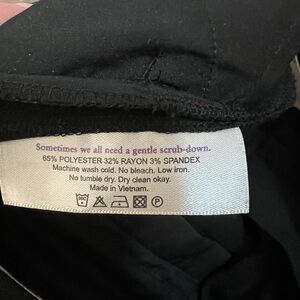 Sometimes we all need a gentle scrub-down.
65% POLYESTER 32% RAYON 3% SPANDEX
Machine wash cold. No bleach. Low iron.
No tumble dry. Dry clean okay.
Made in Vietnam.